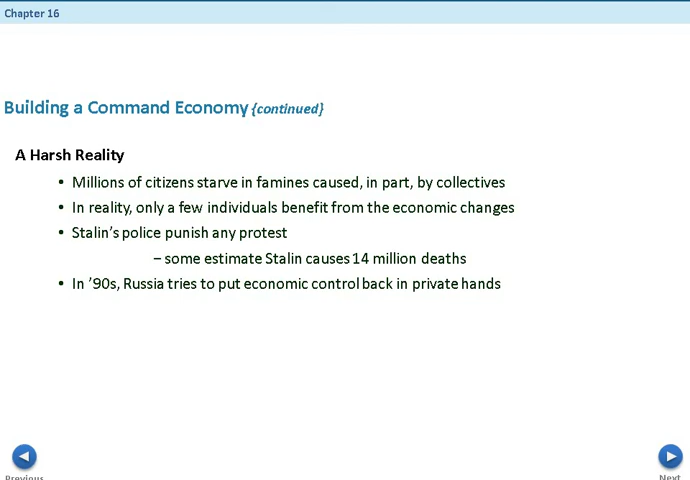 Chapter 16
Building a Command Economy {continued}
A Harsh Reality
• Millions of citizens starve in famines caused, in part, by collectives
• In reality, only a few individuals benefit from the economic changes
• Stalin’s police punish any protest
– some estimate Stalin causes 14 million deaths
• In ’90s, Russia tries to put economic control back in private hands
Previous
Next